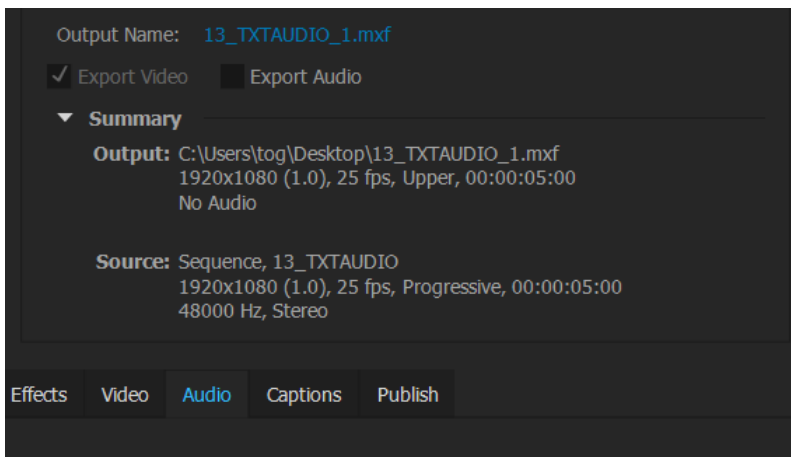 Output Name: 13_TXTAUDIO_1.mxf
Export Video Export Audio
Summary
Output: C:\Users\tog\Desktop\13_TXTAUDIO_1.mxf
1920x1080 (1.0), 25 fps, Upper, 00:00:05:00
No Audio
Source: Sequence, 13_TXTAUDIO
1920x1080 (1.0), 25 fps, Progressive, 00:00:05:00
48000 Hz, Stereo
Effects Video Audio Captions Publish